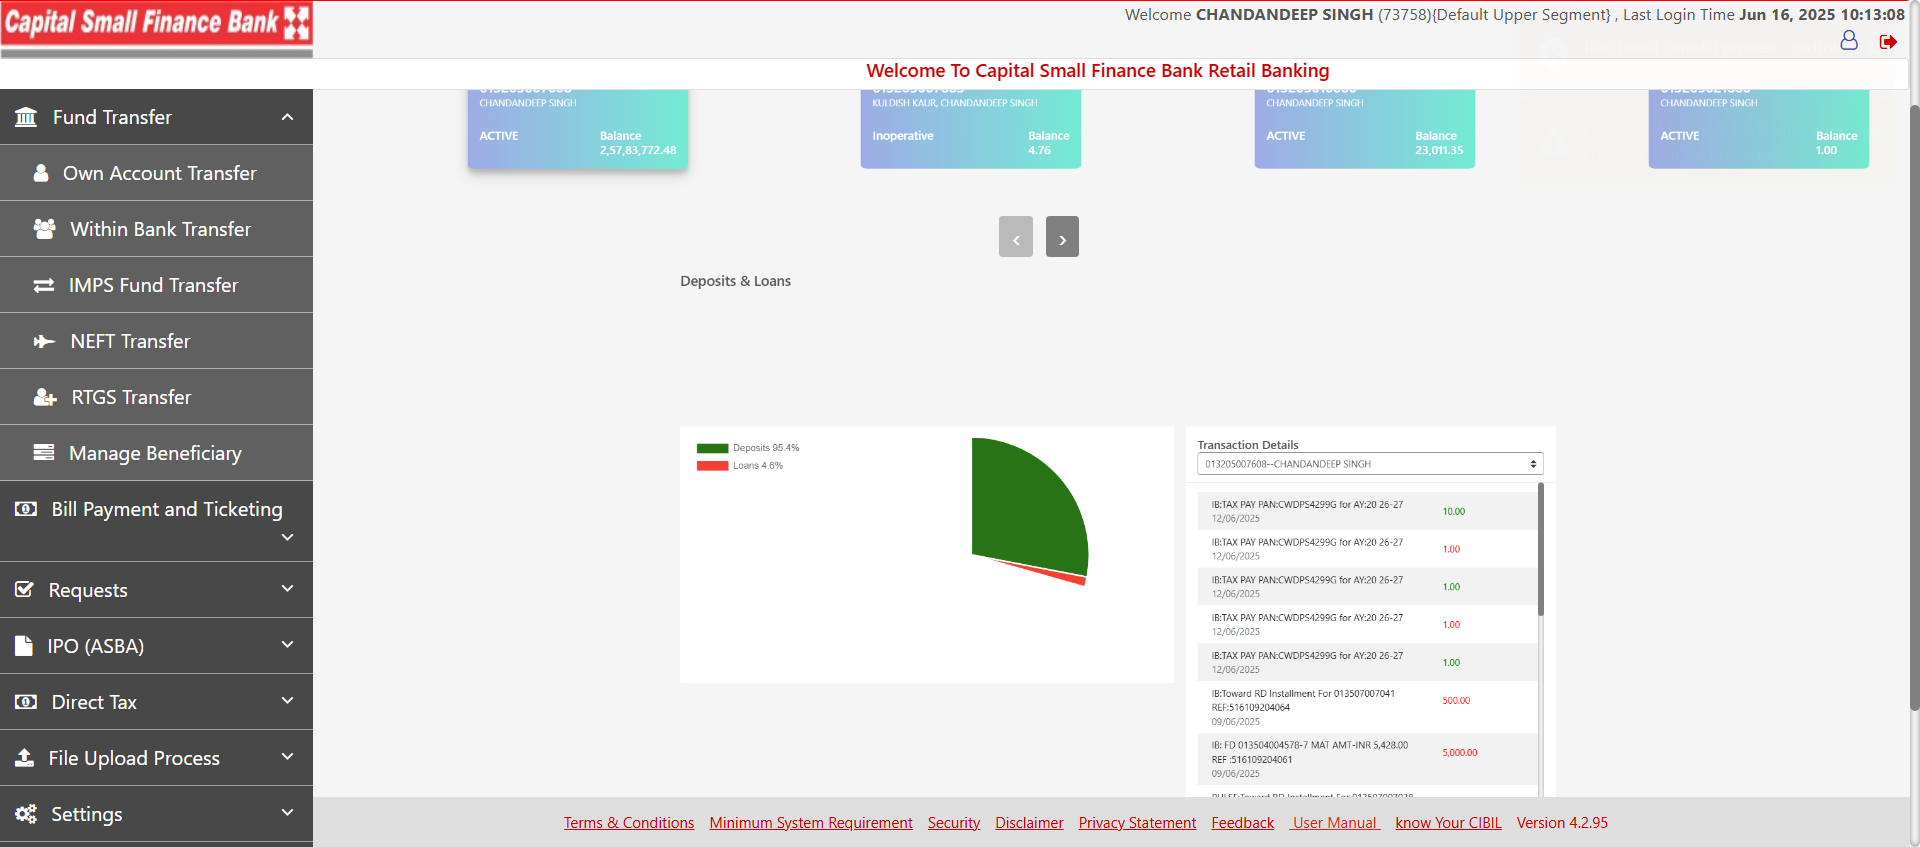 Capital Small Finance Bank
Welcome CHANDANDEEP SINGH (73758){Default Upper Segment} , Last Login Time Jun 16, 2025 10:13:08
Welcome To Capital Small Finance Bank Retail Banking
Fund Transfer
Own Account Transfer
Within Bank Transfer
IMPS Fund Transfer
NEFT Transfer
RTGS Transfer
Manage Beneficiary
Bill Payment and Ticketing
Requests
IPO (ASBA)
Direct Tax
File Upload Process
Settings
CHANDANDEEP SINGH
ACTIVE Balance
2,57,83,772.48
KULDISH KAUR, CHANDANDEEP SINGH
Inoperative Balance
4.76
CHANDANDEEP SINGH
ACTIVE Balance
23,011.35
CHANDANDEEP SINGH
ACTIVE Balance
1.00
‹ ›
Deposits & Loans
Deposits 95.4%
Loans 4.6%
Transaction Details
013205007608--CHANDANDEEP SINGH
IB:TAX PAY PAN:CWDPS4299G for AY:20 26-27 10.00
12/06/2025
IB:TAX PAY PAN:CWDPS4299G for AY:20 26-27 1.00
12/06/2025
IB:TAX PAY PAN:CWDPS4299G for AY:20 26-27 1.00
12/06/2025
IB:TAX PAY PAN:CWDPS4299G for AY:20 26-27 1.00
12/06/2025
IB:TAX PAY PAN:CWDPS4299G for AY:20 26-27 1.00
12/06/2025
IB:Toward RD Installment For 013507007041
REF:516109204064 500.00
09/06/2025
IB: FD 013504004578-7 MAT AMT-INR 5,428.00
REF :516109204061 5,000.00
09/06/2025
Terms & Conditions Minimum System Requirement Security Disclaimer Privacy Statement Feedback User Manual know Your CIBIL Version 4.2.95